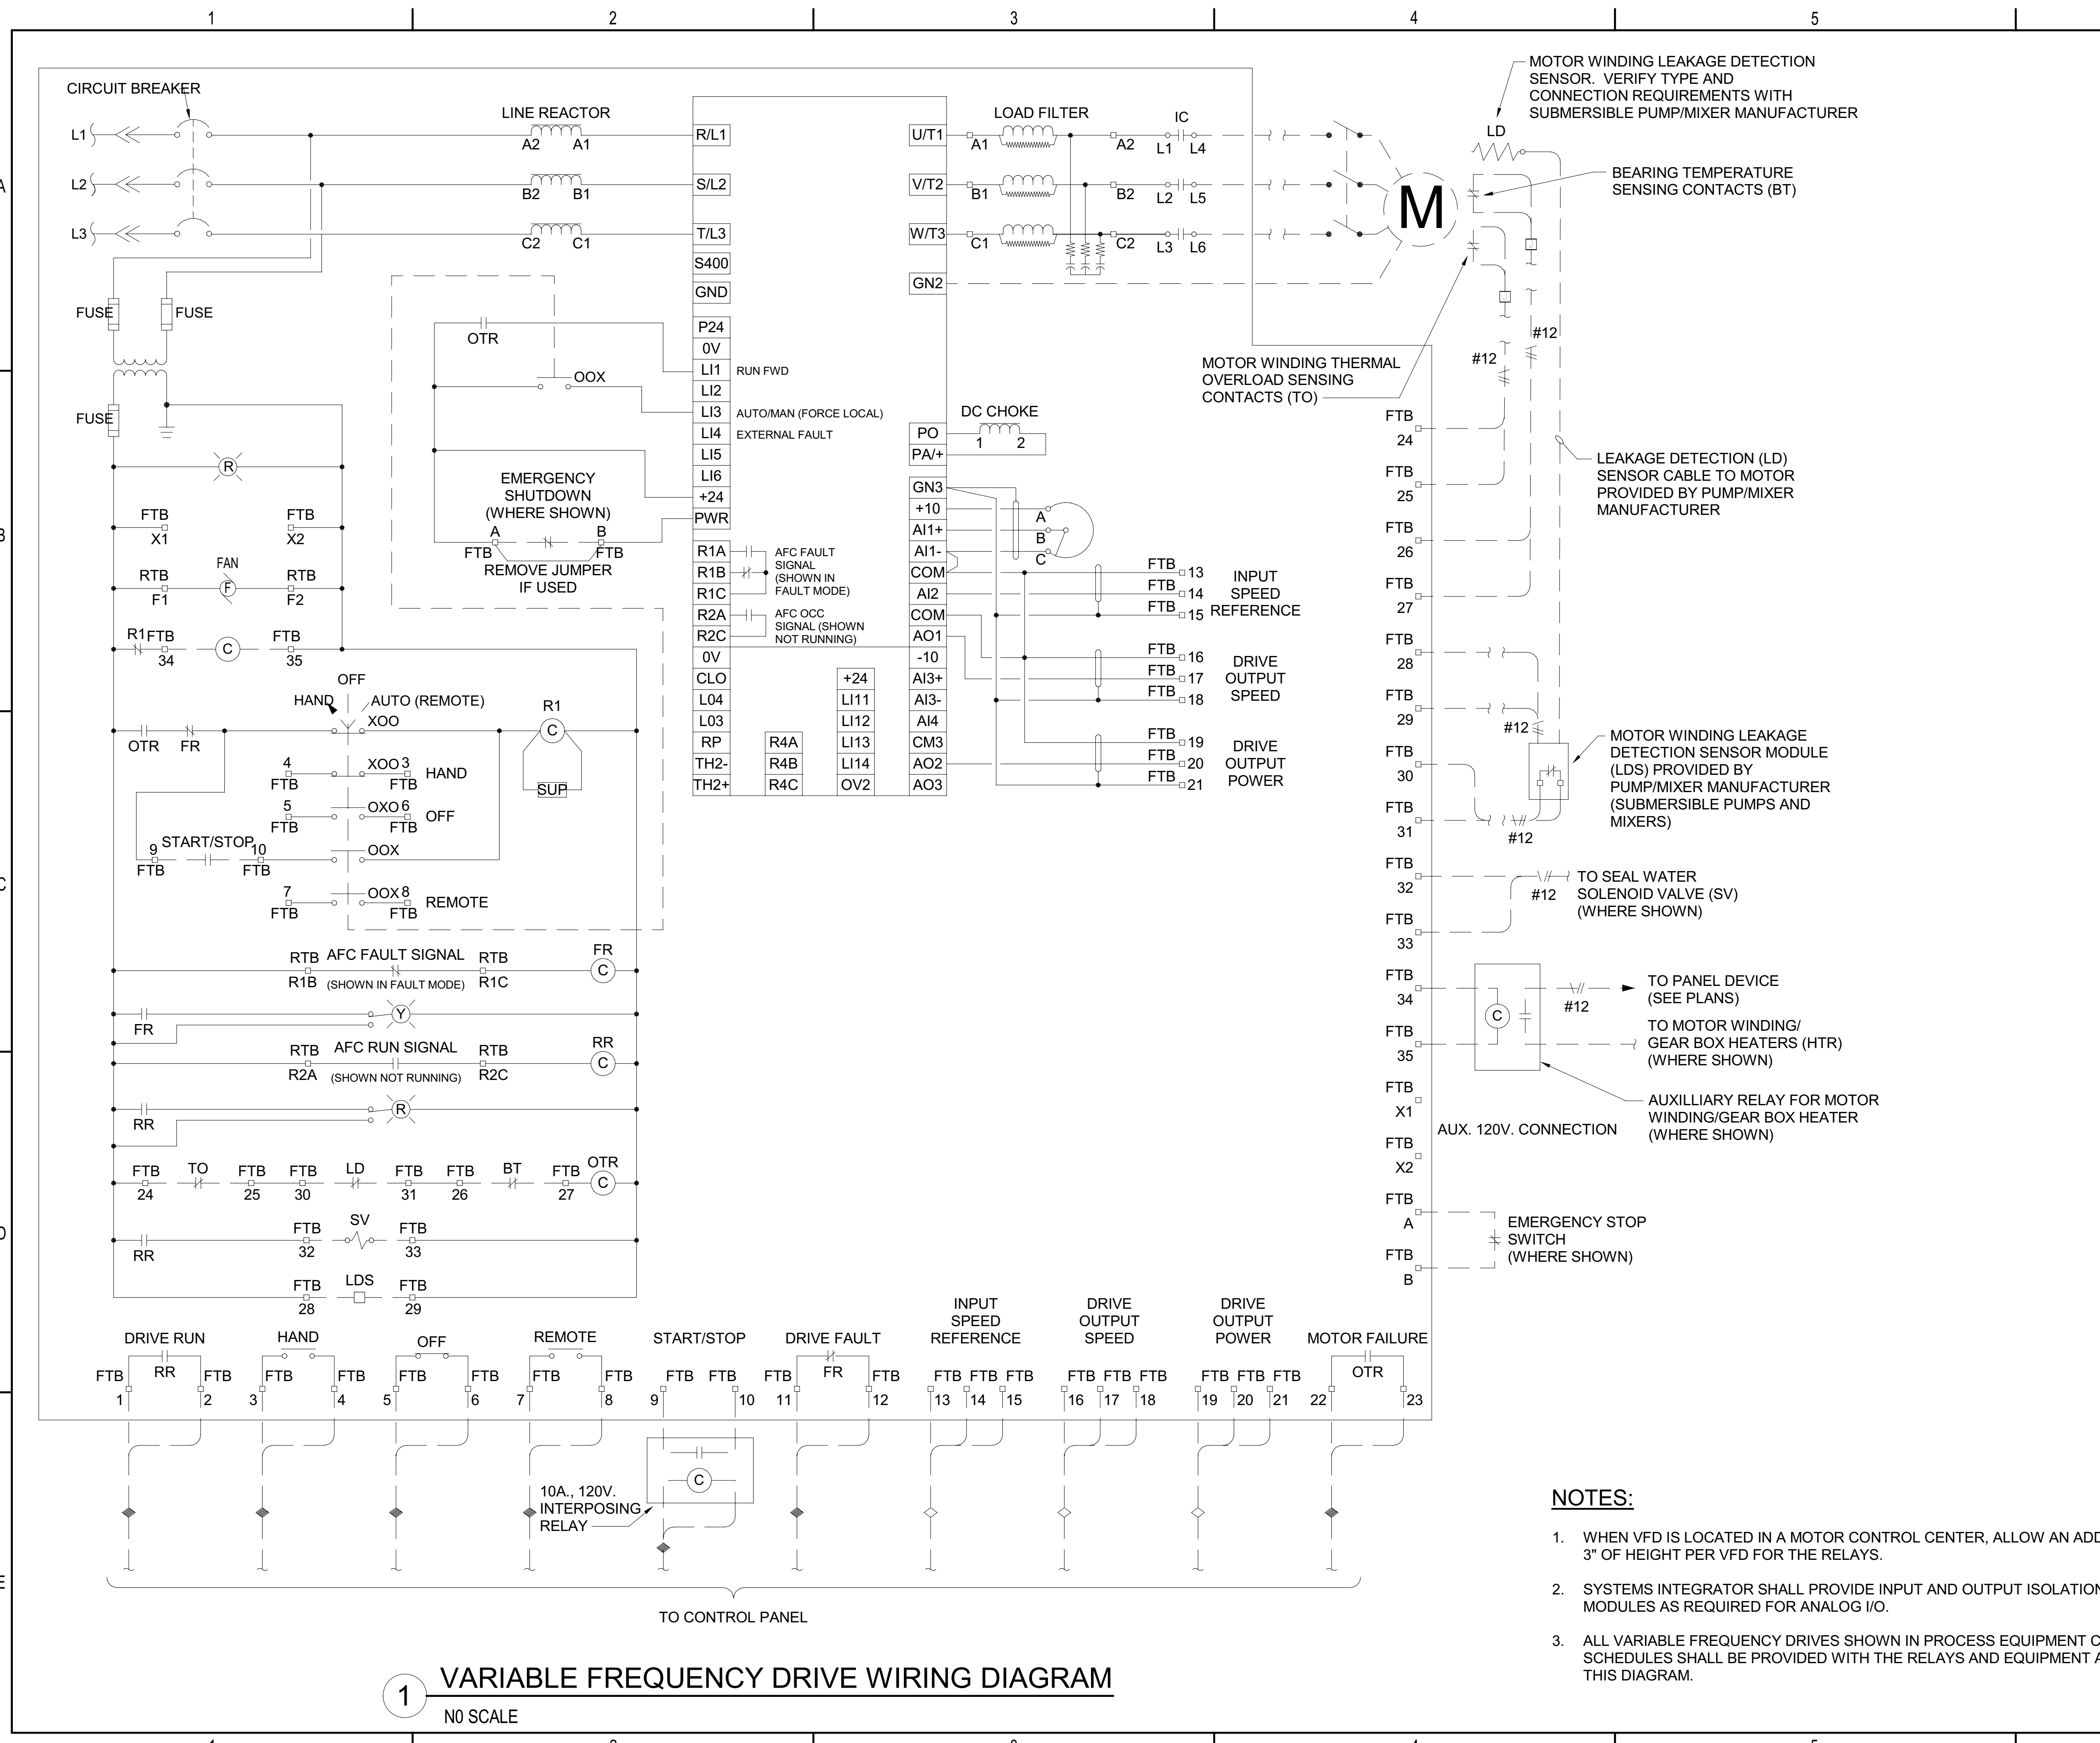 1
2
3
4
5
CIRCUIT BREAKER
L1
L2
L3
LINE REACTOR
A2 A1
B2 B1
C2 C1
R/L1
S/L2
T/L3
S400
GND
P24
0V
LI1 RUN FWD
LI2
LI3 AUTO/MAN (FORCE LOCAL)
LI4 EXTERNAL FAULT
LI5
LI6
+24
PWR
R1A
R1B
R1C
AFC FAULT
SIGNAL
(SHOWN IN
FAULT MODE)
R2A
R2C
AFC OCC
SIGNAL (SHOWN
NOT RUNNING)
0V
CLO
L04
L03
RP
TH2-
TH2+
R4A
R4B
R4C
+24
LI11
LI12
LI13
LI14
OV2
U/T1
V/T2
W/T3
GN2
PO
PA/+
GN3
+10
AI1+
AI1-
COM
AI2
COM
AO1
-10
AI3+
AI3-
AI4
CM3
AO2
AO3
LOAD FILTER
IC
A1 A2 L1 L4
B1 B2 L2 L5
C1 C2 L3 L6
M
DC CHOKE
1 2
A
B
C
FTB 13
FTB 14
FTB 15
INPUT
SPEED
REFERENCE
FTB 16
FTB 17
FTB 18
DRIVE
OUTPUT
SPEED
FTB 19
FTB 20
FTB 21
DRIVE
OUTPUT
POWER
MOTOR WINDING LEAKAGE DETECTION
SENSOR. VERIFY TYPE AND
CONNECTION REQUIREMENTS WITH
SUBMERSIBLE PUMP/MIXER MANUFACTURER
LD
BEARING TEMPERATURE
SENSING CONTACTS (BT)
MOTOR WINDING THERMAL
OVERLOAD SENSING
CONTACTS (TO)
#12
#12
LEAKAGE DETECTION (LD)
SENSOR CABLE TO MOTOR
PROVIDED BY PUMP/MIXER
MANUFACTURER
FTB
24
FTB
25
FTB
26
FTB
27
FTB
28
FTB
29
FTB
30
FTB
31
FTB
32
FTB
33
FTB
34
FTB
35
FTB
X1
FTB
X2
FTB
A
FTB
B
#12
#12
MOTOR WINDING LEAKAGE
DETECTION SENSOR MODULE
(LDS) PROVIDED BY
PUMP/MIXER MANUFACTURER
(SUBMERSIBLE PUMPS AND
MIXERS)
#12
TO SEAL WATER
SOLENOID VALVE (SV)
(WHERE SHOWN)
C
#12
TO PANEL DEVICE
(SEE PLANS)
TO MOTOR WINDING/
GEAR BOX HEATERS (HTR)
(WHERE SHOWN)
AUXILLIARY RELAY FOR MOTOR
WINDING/GEAR BOX HEATER
(WHERE SHOWN)
AUX. 120V. CONNECTION
EMERGENCY STOP
SWITCH
(WHERE SHOWN)
FUSE FUSE
FUSE
R
FTB FTB
X1 X2
FAN
RTB F RTB
F1 F2
R1 FTB C FTB
34 35
OTR
OOX
EMERGENCY
SHUTDOWN
(WHERE SHOWN)
A B
FTB FTB
REMOVE JUMPER
IF USED
OFF
HAND AUTO (REMOTE)
XOO
R1
C
SUP
OTR FR
4 XOO 3 HAND
FTB FTB
5 OXO 6 OFF
FTB FTB
START/STOP
9 10 OOX
FTB FTB
7 OOX 8 REMOTE
FTB FTB
RTB AFC FAULT SIGNAL RTB FR
C
R1B (SHOWN IN FAULT MODE) R1C
Y
FR
RTB AFC RUN SIGNAL RTB RR
C
R2A (SHOWN NOT RUNNING) R2C
R
RR
FTB TO FTB FTB LD FTB FTB BT FTB OTR
C
24 25 30 31 26 27
FTB SV FTB
RR 32 33
FTB LDS FTB
28 29
DRIVE RUN
RR
FTB FTB
1 2
HAND
FTB FTB
3 4
OFF
FTB FTB
5 6
REMOTE
FTB FTB
7 8
START/STOP
FTB FTB
9 10
DRIVE FAULT
FR
FTB FTB
11 12
INPUT
SPEED
REFERENCE
FTB FTB FTB
13 14 15
DRIVE
OUTPUT
SPEED
FTB FTB FTB
16 17 18
DRIVE
OUTPUT
POWER
FTB FTB FTB
19 20 21
MOTOR FAILURE
OTR
22 23
C
10A., 120V.
INTERPOSING
RELAY
TO CONTROL PANEL
NOTES:
1. WHEN VFD IS LOCATED IN A MOTOR CONTROL CENTER, ALLOW AN
3" OF HEIGHT PER VFD FOR THE RELAYS.
2. SYSTEMS INTEGRATOR SHALL PROVIDE INPUT AND OUTPUT ISOLATION
MODULES AS REQUIRED FOR ANALOG I/O.
3. ALL VARIABLE FREQUENCY DRIVES SHOWN IN PROCESS EQUIPMENT
SCHEDULES SHALL BE PROVIDED WITH THE RELAYS AND EQUIPMENT
THIS DIAGRAM.
1 VARIABLE FREQUENCY DRIVE WIRING DIAGRAM
N0 SCALE